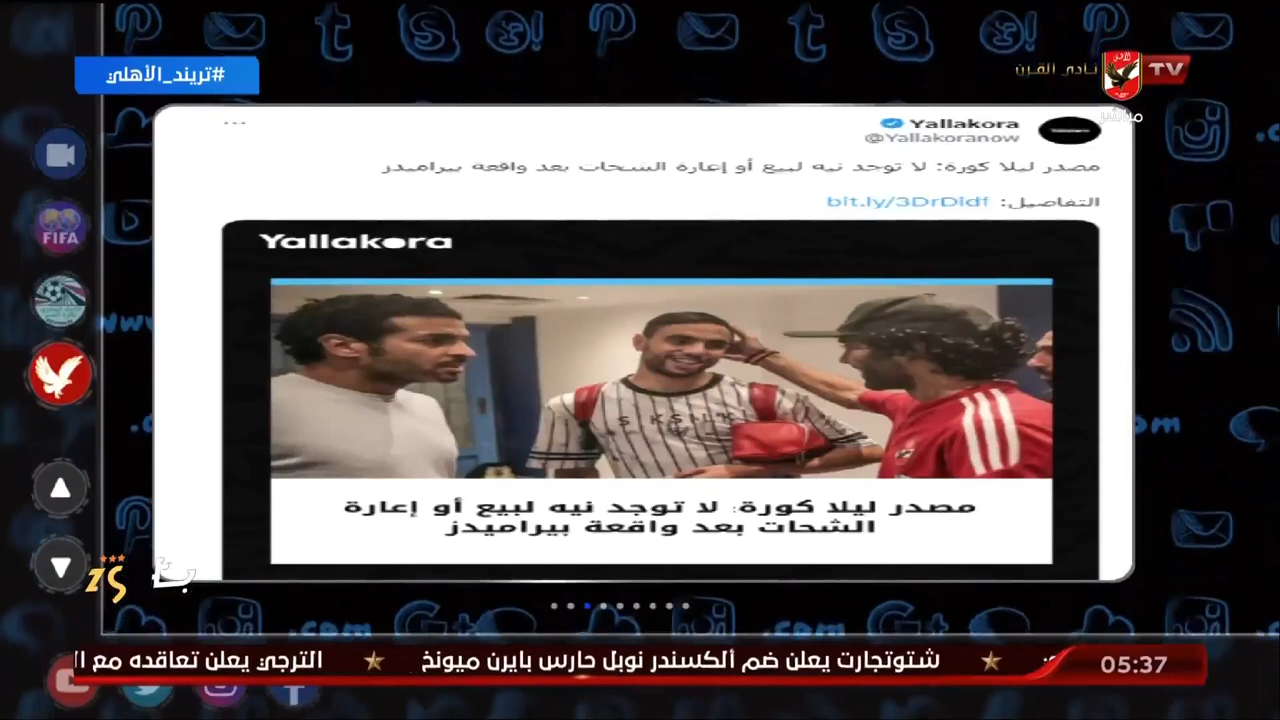 #تريند_الأهلي
نادي القرن
TV
مباشر
Yallakora
@Yallakoranow
مصدر ليلا كورة: لا توجد نيه لبيع أو إعارة الشحات بعد واقعة بيراميدز
التفاصيل: bit.ly/3DrDidf
Yallakora
مصدر ليلا كورة: لا توجد نيه لبيع أو إعارة
الشحات بعد واقعة بيراميدز
FIFA
شتوتجارت يعلن ضم ألكسندر نوبل حارس بايرن ميونخ ★ الترجي يعلن تعاقده مع
05:37